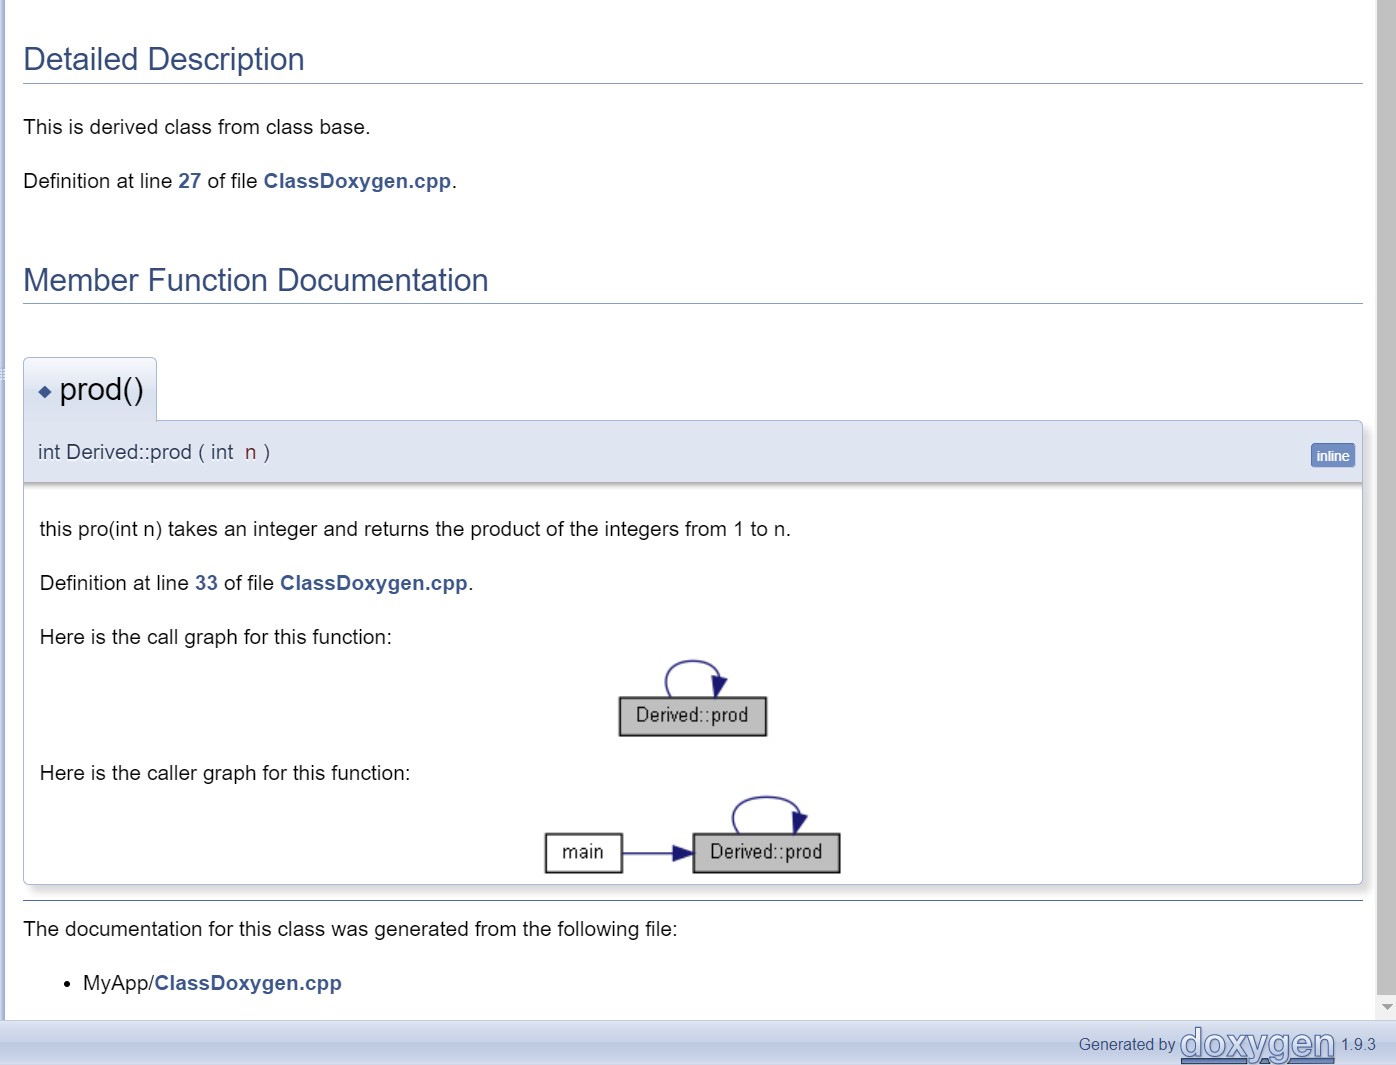 Detailed Description
This is derived class from class base.
Definition at line 27 of file ClassDoxygen.cpp.
Member Function Documentation
◆ prod()
int Derived::prod ( int n )
inline
this pro(int n) takes an integer and returns the product of the integers from 1 to n.
Definition at line 33 of file ClassDoxygen.cpp.
Here is the call graph for this function:
Derived::prod
Here is the caller graph for this function:
main
Derived::prod
The documentation for this class was generated from the following file:
• MyApp/ClassDoxygen.cpp
Generated by doxygen 1.9.3